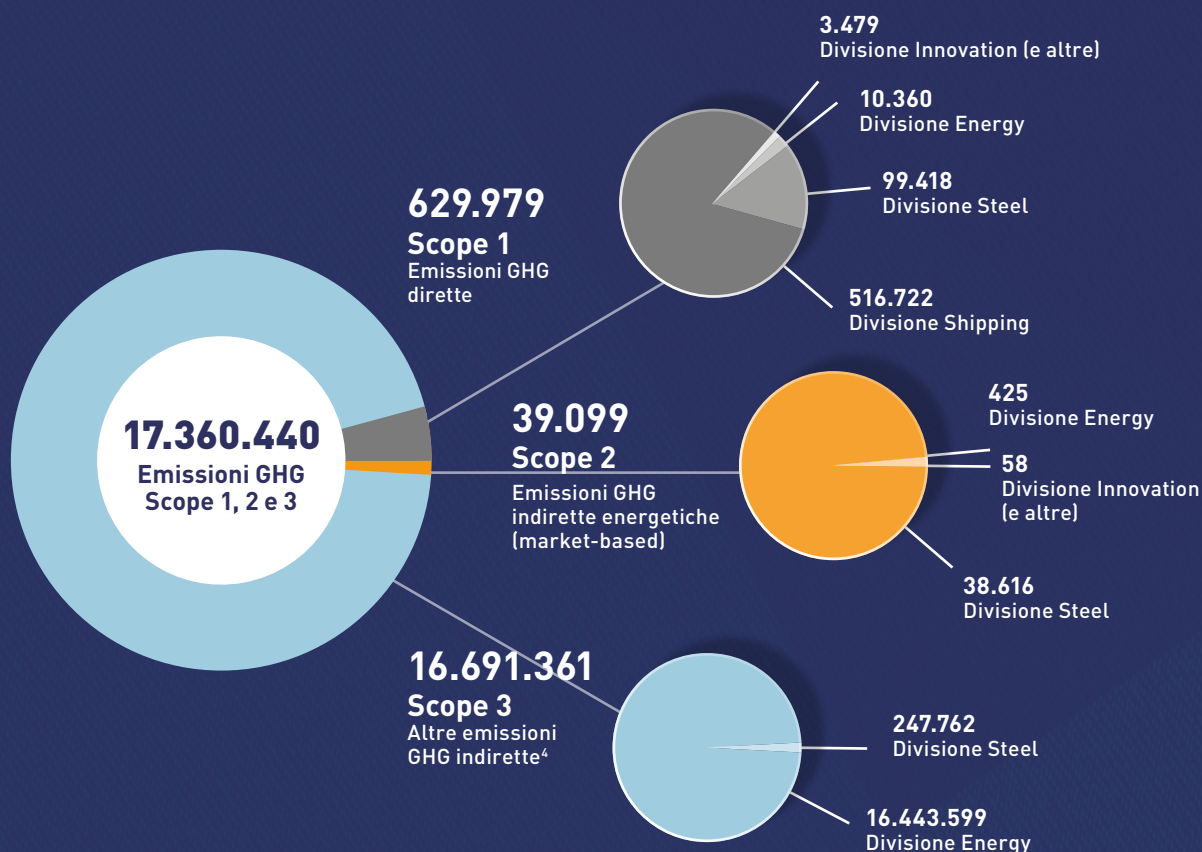 3.479
Divisione Innovation (e altre)
10.360
Divisione Energy
99.418
Divisione Steel
516.722
Divisione Shipping
629.979
Scope 1
Emissioni GHG
dirette
17.360.440
Emissioni GHG
Scope 1, 2 e 3
39.099
Scope 2
Emissioni GHG
indirette energetiche
(market-based)
425
Divisione Energy
58
Divisione Innovation
(e altre)
38.616
Divisione Steel
16.691.361
Scope 3
Altre emissioni
GHG indirette⁴
247.762
Divisione Steel
16.443.599
Divisione Energy